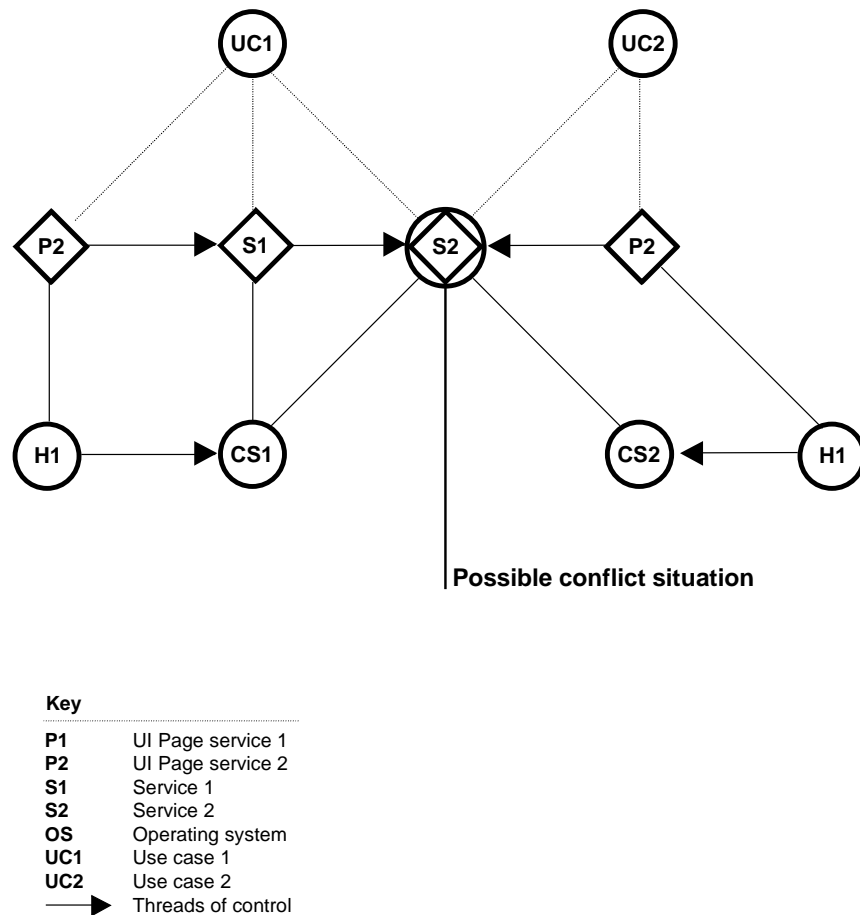 UC1 UC2
P2 S1 S2 P2
H1 CS1 CS2 H1
Possible conflict situation
Key
P1 UI Page service 1
P2 UI Page service 2
S1 Service 1
S2 Service 2
OS Operating system
UC1 Use case 1
UC2 Use case 2
Threads of control